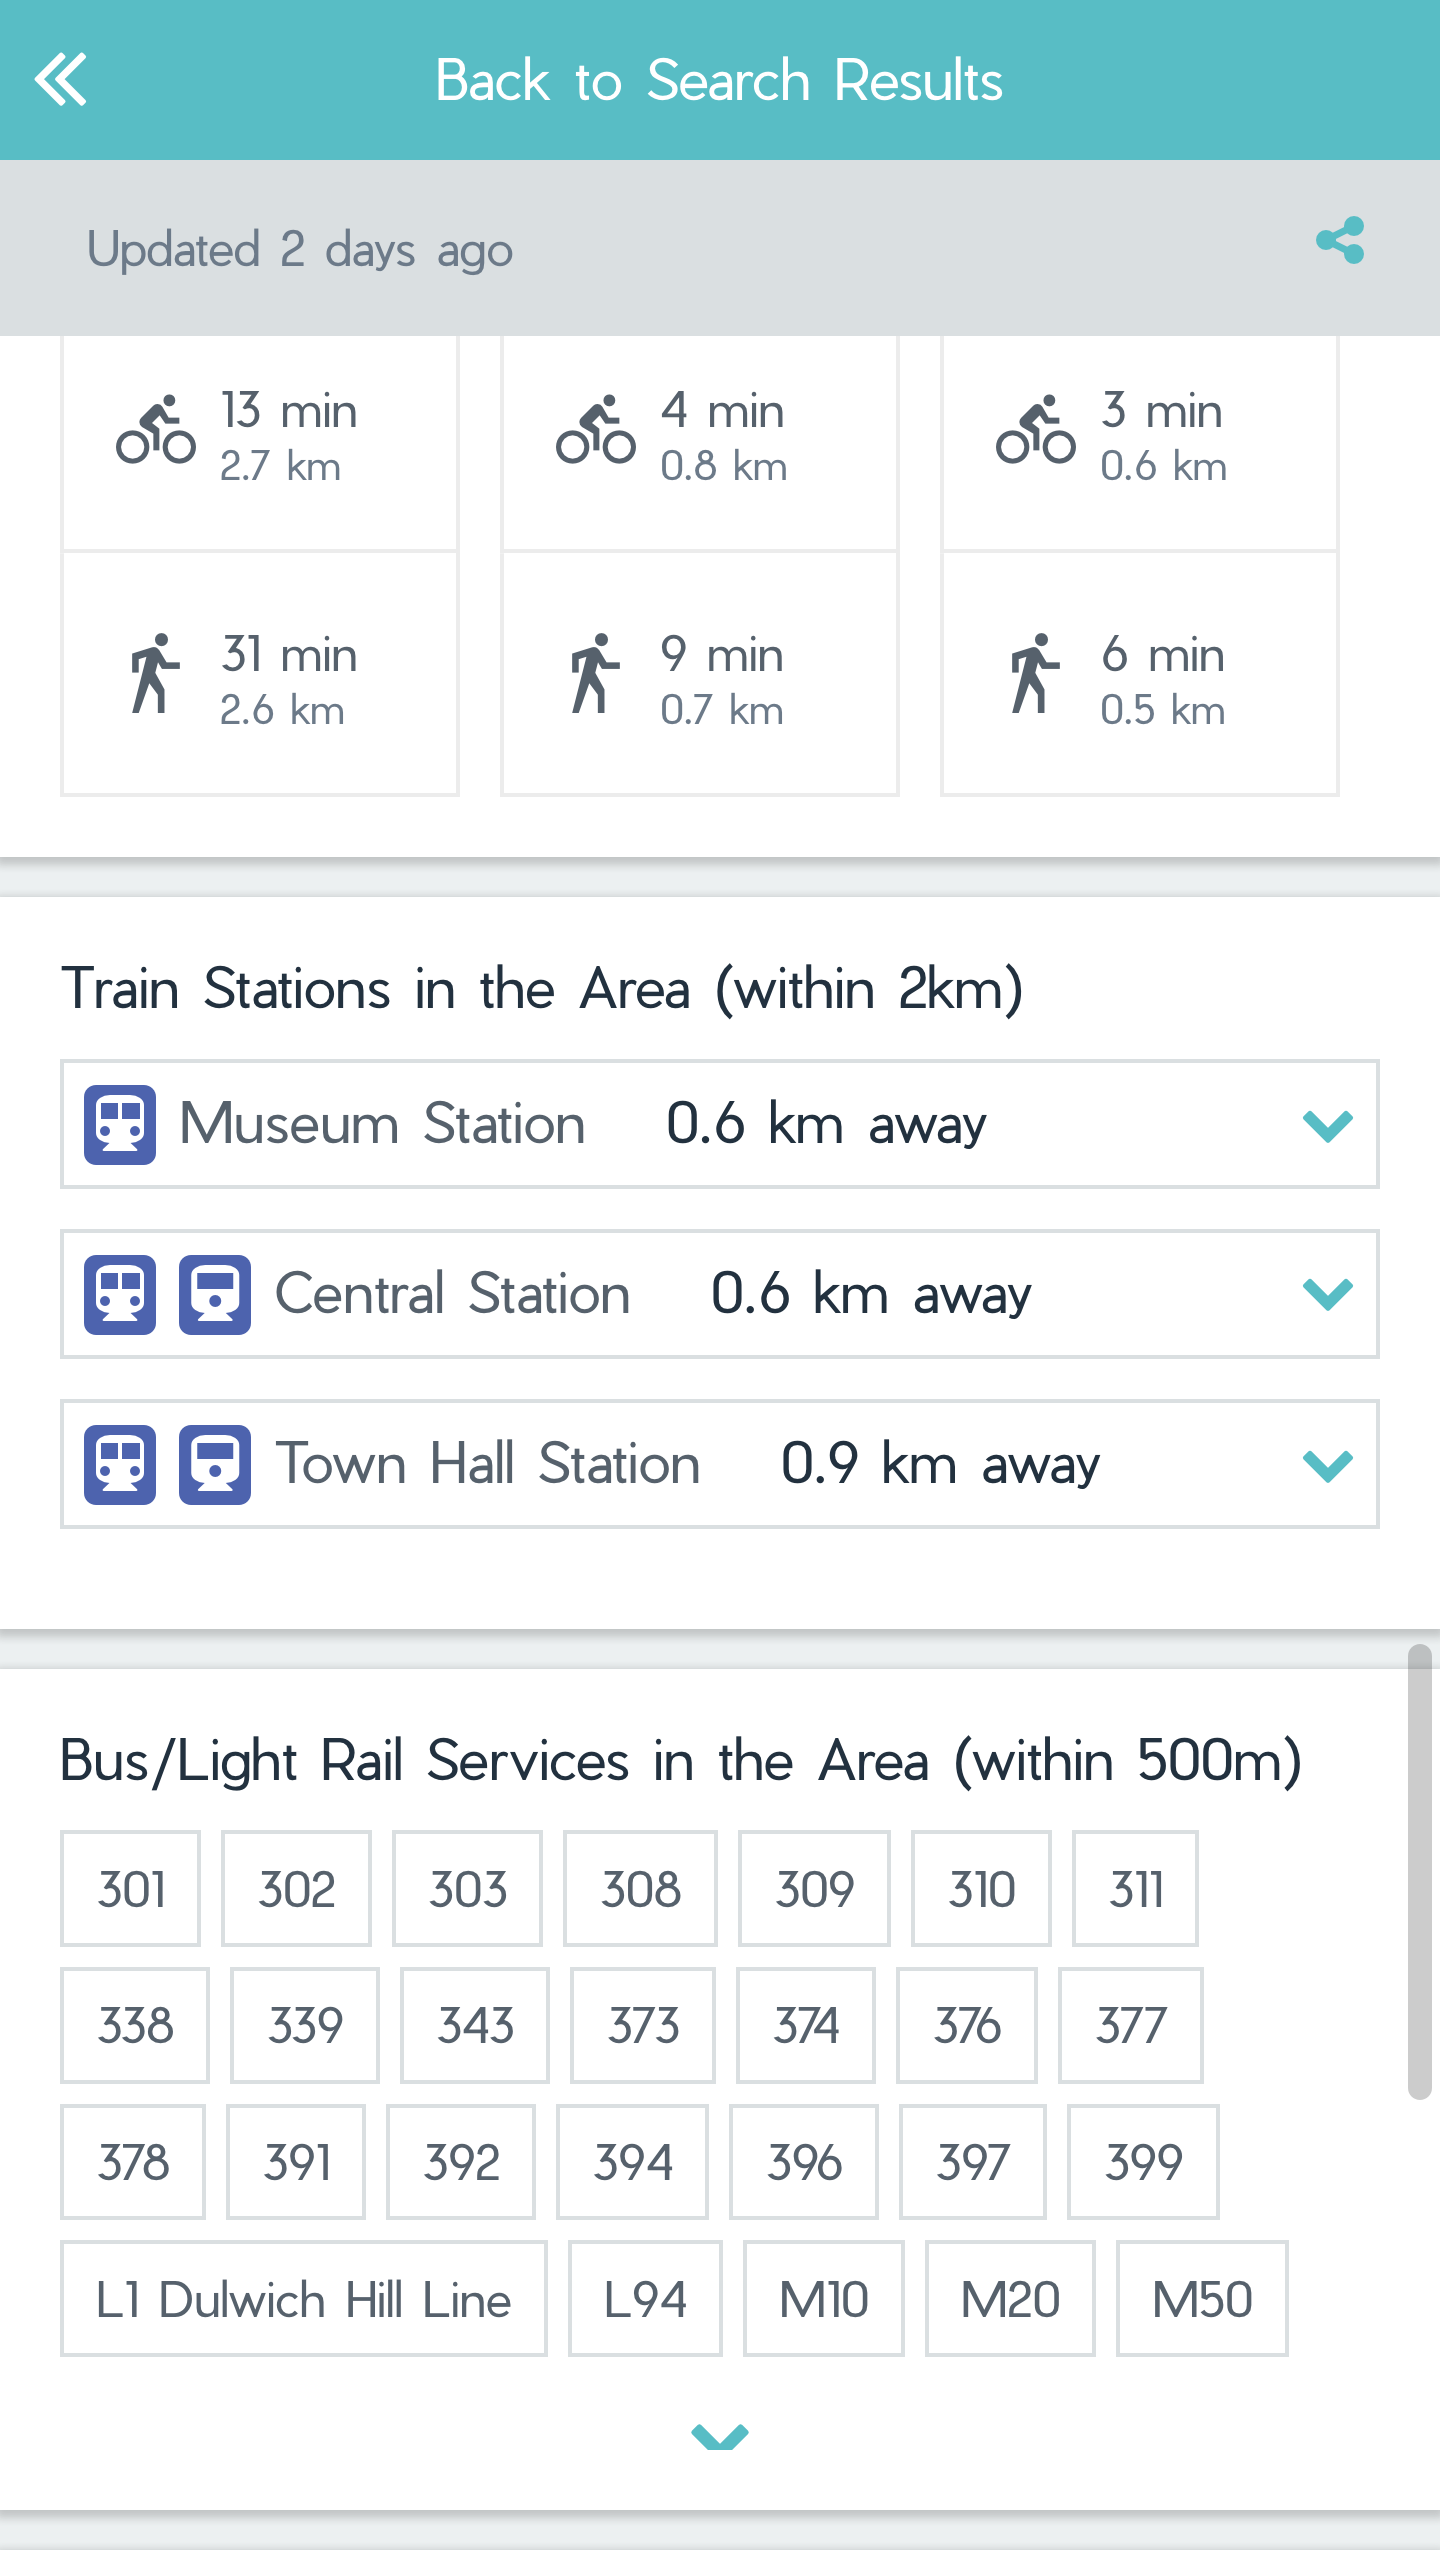 Back to Search Results
Updated 2 days ago
13 min 4 min 3 min
2.7 km 0.8 km 0.6 km
31 min 9 min 6 min
2.6 km 0.7 km 0.5 km
Train Stations in the Area (within 2km)
Museum Station 0.6 km away
Central Station 0.6 km away
Town Hall Station 0.9 km away
Bus/Light Rail Services in the Area (within 500m)
301 302 303 308 309 310 311
338 339 343 373 374 376 377
378 391 392 394 396 397 399
L1 Dulwich Hill Line L94 M10 M20 M50